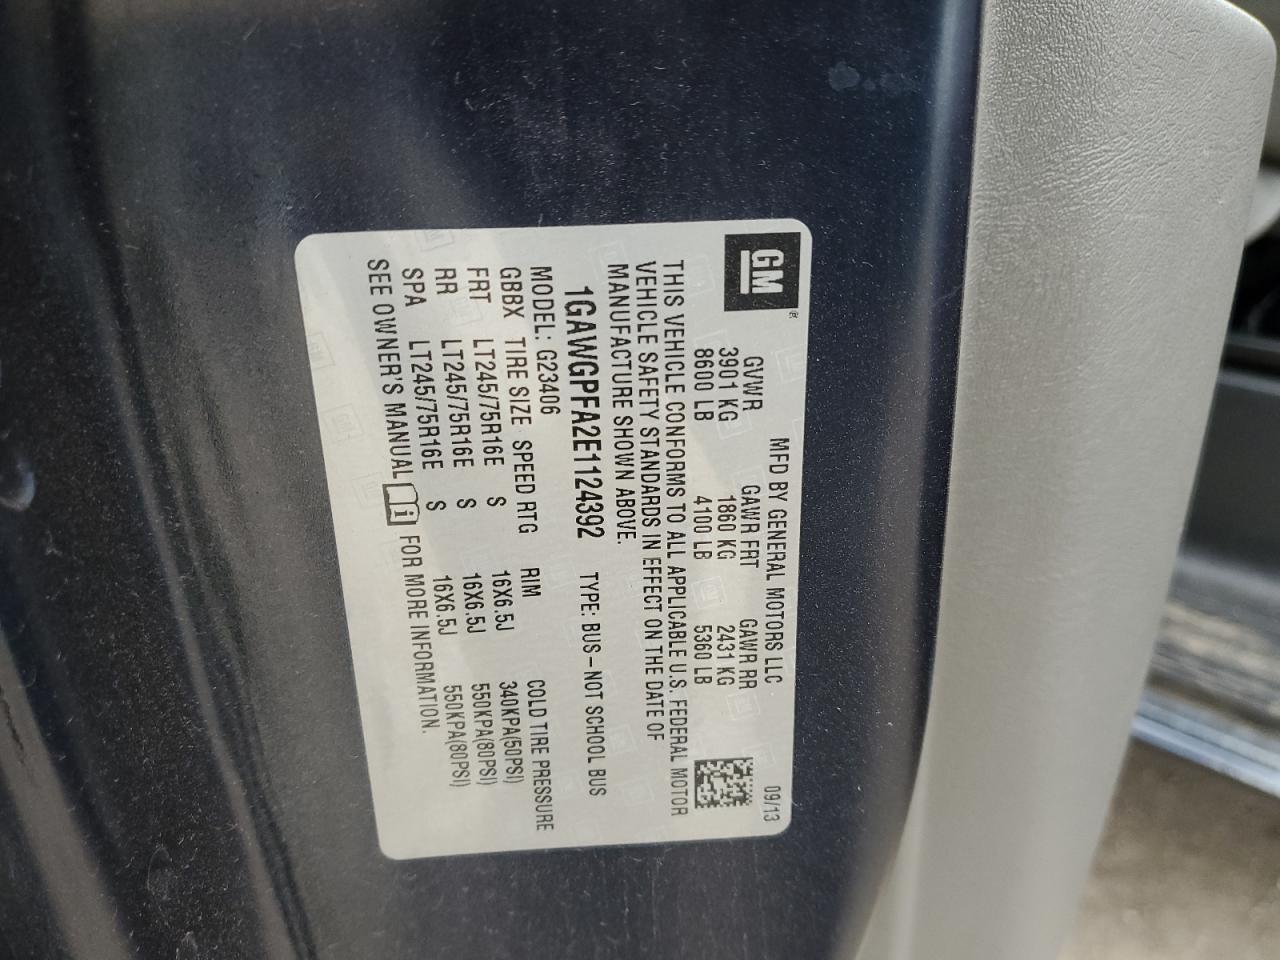 GM
MFD BY GENERAL MOTORS LLC 09/13
GVWR GAWR FRT GAWR RR
3901 KG 1860 KG 2431 KG
8600 LB 4100 LB 5360 LB
THIS VEHICLE CONFORMS TO ALL APPLICABLE U.S. FEDERAL MOTOR
VEHICLE SAFETY STANDARDS IN EFFECT ON THE DATE OF
MANUFACTURE SHOWN ABOVE.
1GAWGPFA2E1124392 TYPE: BUS-NOT SCHOOL BUS
MODEL: G23406
GBBX TIRE SIZE SPEED RTG RIM COLD TIRE PRESSURE
FRT LT245/75R16E S 16X6.5J 340KPA(50PSI)
RR LT245/75R16E S 16X6.5J 550KPA(80PSI)
SPA LT245/75R16E S 16X6.5J 550KPA(80PSI)
SEE OWNER'S MANUAL i FOR MORE INFORMATION.